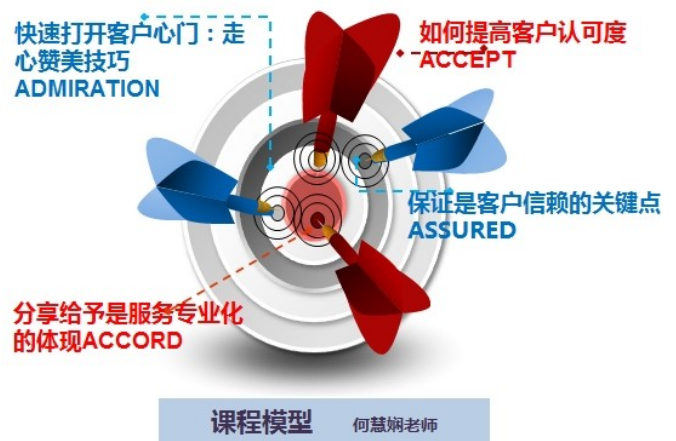 快速打开客户心门：走
心赞美技巧
ADMIRATION
如何提高客户认可度
ACCEPT
保证是客户信赖的关键点
ASSURED
分享给予是服务专业化
的体现ACCORD
课程模型 何慧娴老师